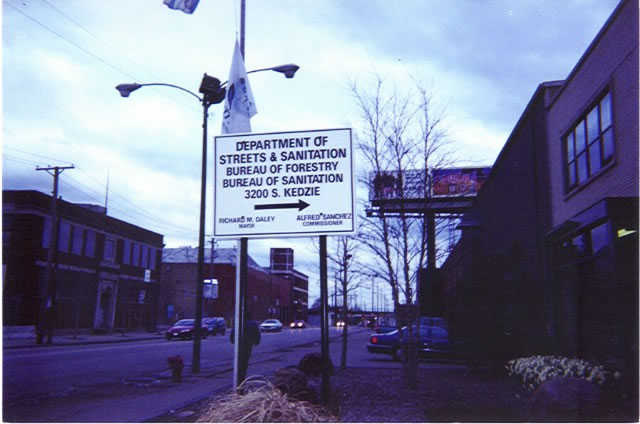 DEPARTMENT OF
STREETS & SANITATION
BUREAU OF FORESTRY
BUREAU OF SANITATION
3200 S. KEDZIE
RICHARD M. DALEY
MAYOR
ALFRED SANCHEZ
COMMISSIONER